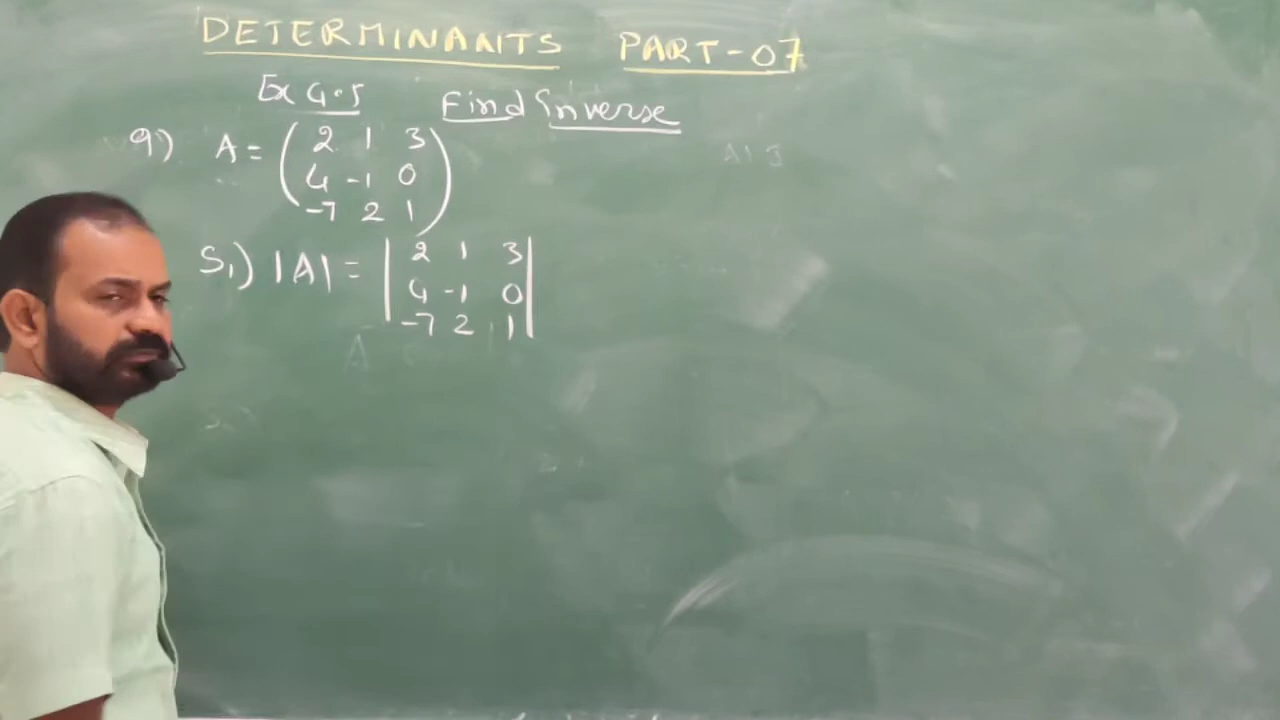 DETERMINANTS PART-07
Ex 4.5 Find Inverse
9) A = ( 2 1 3
4 -1 0
-7 2 1 )
S1) |A| = | 2 1 3 |
4 -1 0
-7 2 1